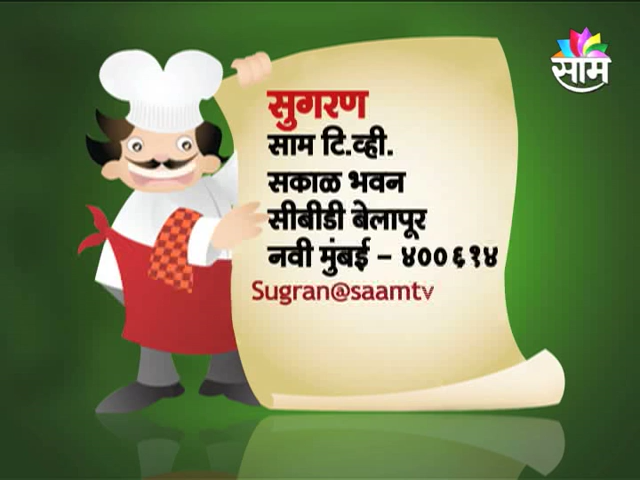 साम
सुगरण
साम टि.व्ही.
सकाळ भवन
सीबीडी बेलापूर
नवी मुंबई – ४००६१४
Sugran@saamtv